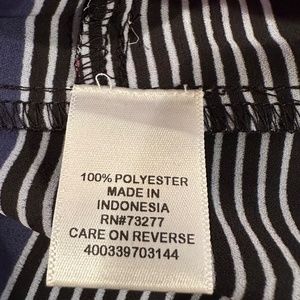 100% POLYESTER
MADE IN
INDONESIA
RN#73277
CARE ON REVERSE
400339703144